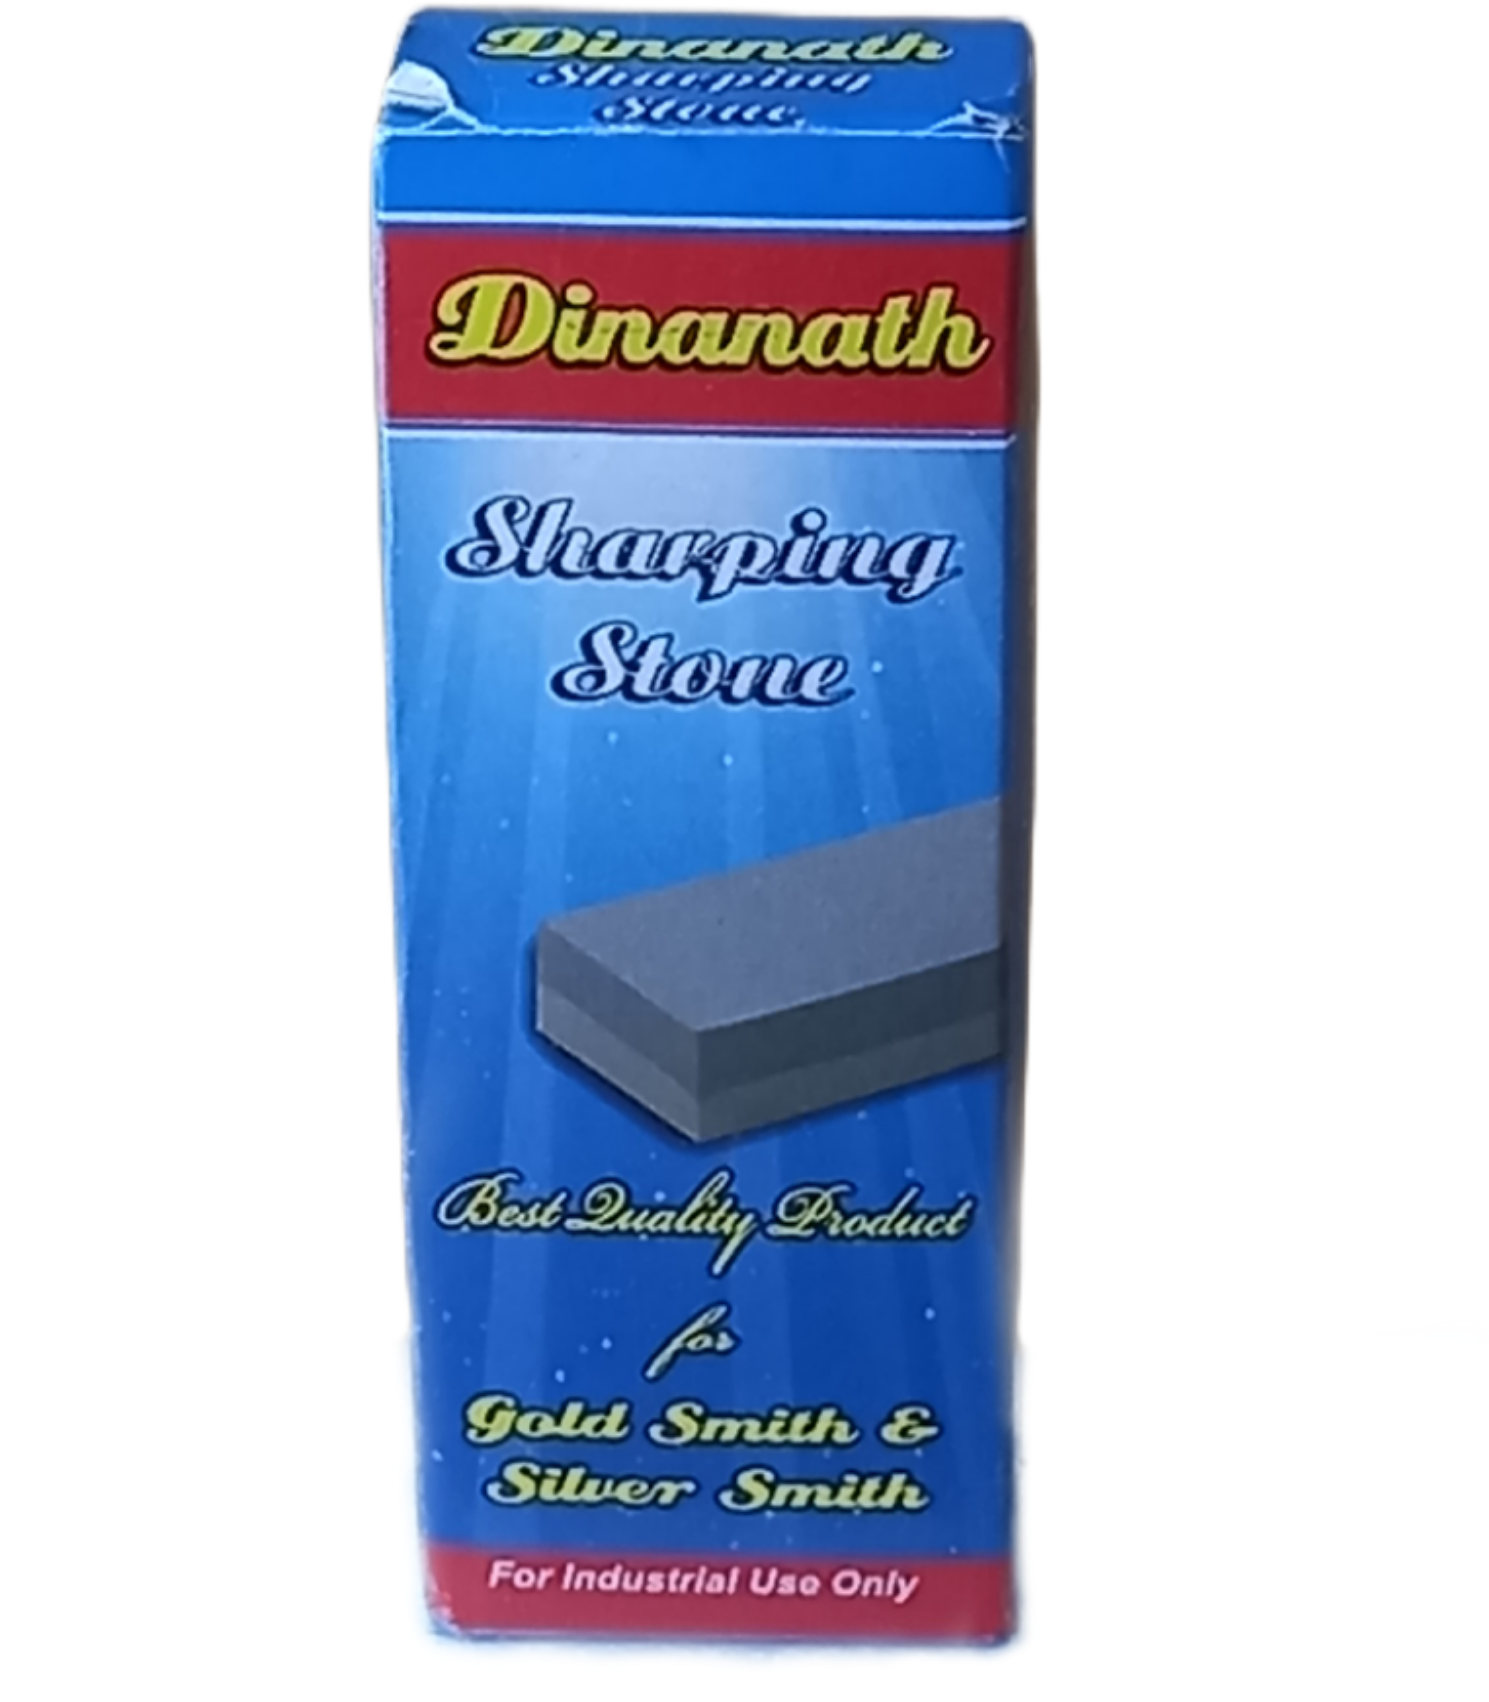 Dinanath
Sharping
Stone
Dinanath
Sharping
Stone
Best Quality Product
for
Gold Smith &
Silver Smith
For Industrial Use Only